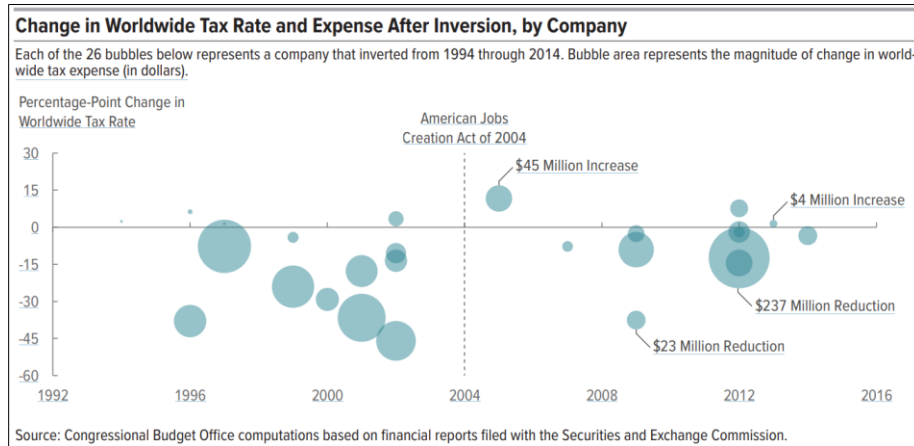 Change in Worldwide Tax Rate and Expense After Inversion, by Company
Each of the 26 bubbles below represents a company that inverted from 1994 through 2014. Bubble area represents the magnitude of change in world-
wide tax expense (in dollars).
Percentage-Point Change in
Worldwide Tax Rate
American Jobs
Creation Act of 2004
30
$45 Million Increase
15
$4 Million Increase
0
-15
-30
$237 Million Reduction
-45
$23 Million Reduction
-60
1992 1996 2000 2004 2008 2012 2016
Source: Congressional Budget Office computations based on financial reports filed with the Securities and Exchange Commission.